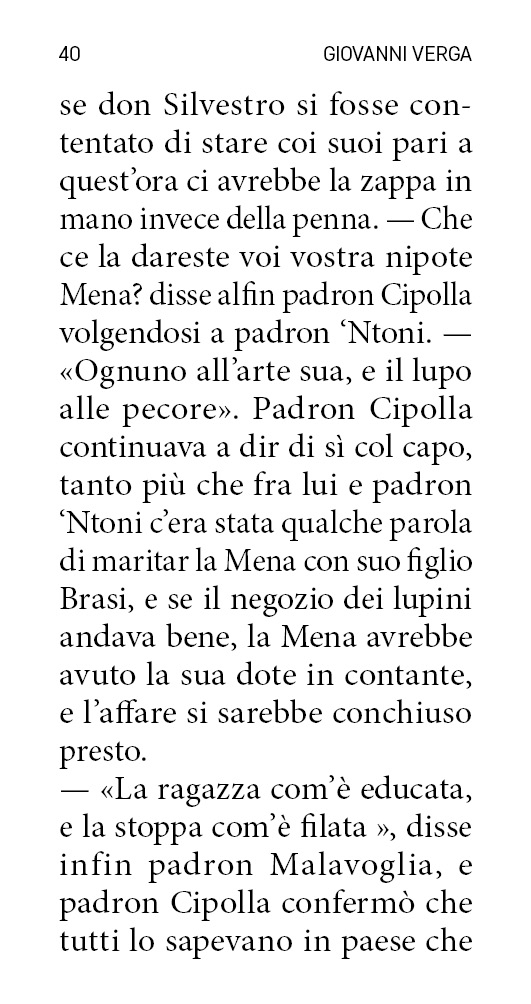 40 GIOVANNI VERGA
se don Silvestro si fosse con-
tentato di stare coi suoi pari a
quest’ora ci avrebbe la zappa in
mano invece della penna. — Che
ce la dareste voi vostra nipote
Mena? disse alfin padron Cipolla
volgendosi a padron ‘Ntoni. —
«Ognuno all’arte sua, e il lupo
alle pecore». Padron Cipolla
continuava a dir di sì col capo,
tanto più che fra lui e padron
‘Ntoni c’era stata qualche parola
di maritar la Mena con suo figlio
Brasi, e se il negozio dei lupini
andava bene, la Mena avrebbe
avuto la sua dote in contante,
e l’affare si sarebbe conchiuso
presto.
— «La ragazza com’è educata,
e la stoppa com’è filata », disse
infin padron Malavoglia, e
padron Cipolla confermò che
tutti lo sapevano in paese che